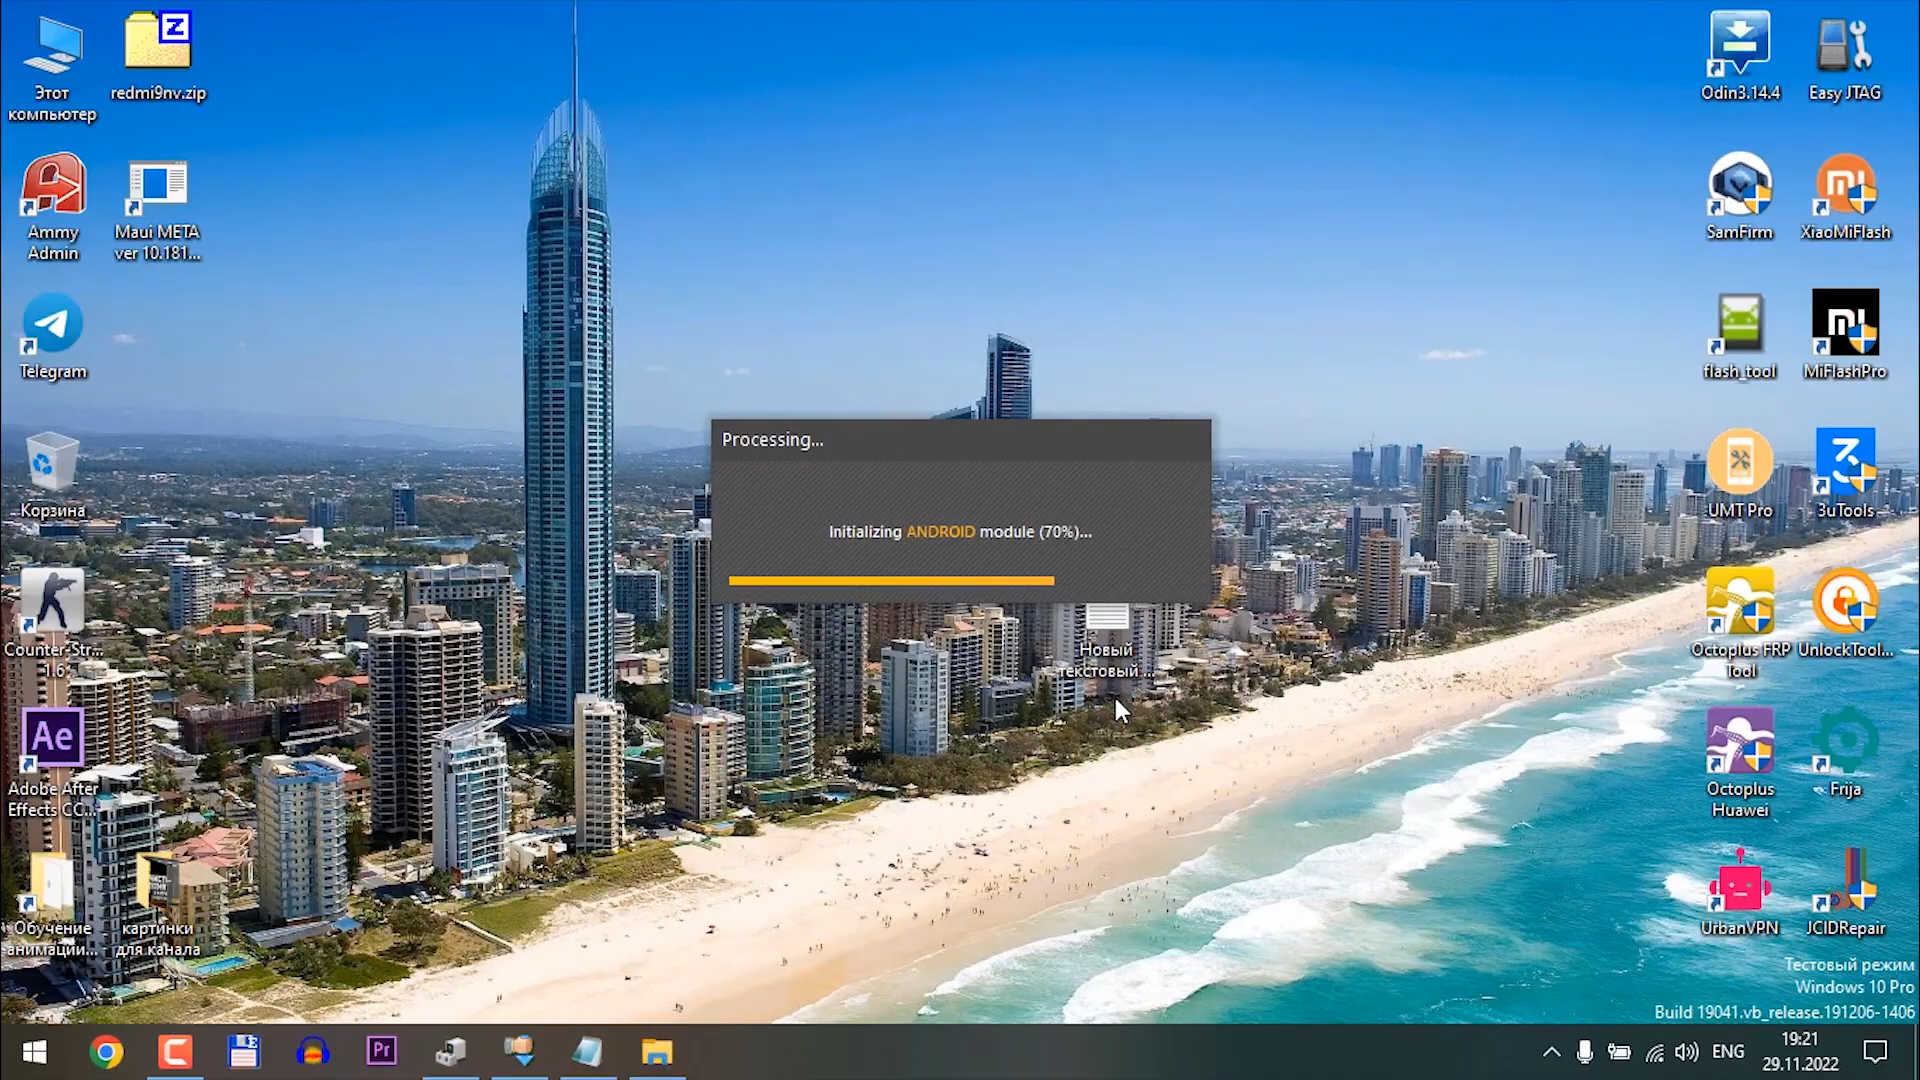 Этот
компьютер
redmi9nv.zip
Z
Ammy
Admin
Maui META
ver 10.181...
Telegram
Корзина
Counter-Str...
1.6
Ae
Adobe After
Effects CC...
Обучение
анимации...
картинки
для канала
Processing...
Initializing ANDROID module (70%)...
Новый
текстовый ...
Odin3.14.4
Easy JTAG
SamFirm
XiaoMiFlash
flash_tool
MiFlashPro
UMT Pro
3uTools
Octoplus FRP
Tool
UnlockTool...
Octoplus
Huawei
Frija
UrbanVPN
JCIDRepair
Тестовый режим
Windows 10 Pro
Build 19041.vb_release.191206-1406
Pr
ENG
19:21
29.11.2022